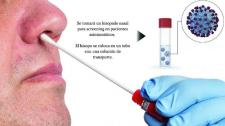 Se tomará un hisopado nasal
para screening en pacientes
asintomáticos.
El hisopo se coloca en un tubo
con una solución de
transporte.